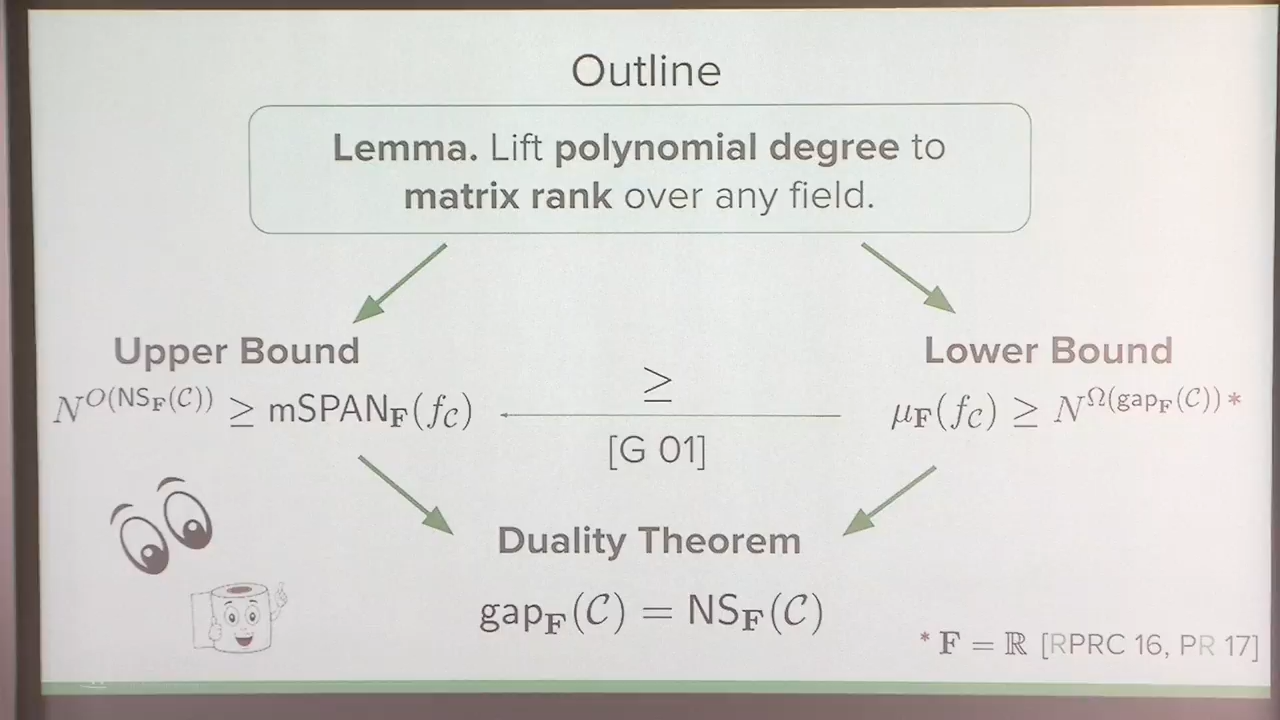 Outline
Lemma. Lift polynomial degree to
matrix rank over any field.
Upper Bound
Lower Bound
N^{O(NS_F(C))} ≥ mSPAN_F(f_C)
≥
μ_F(f_C) ≥ N^{Ω(gap_F(C))} *
[G 01]
Duality Theorem
gap_F(C) = NS_F(C)
* F = ℝ [RPRC 16, PR 17]